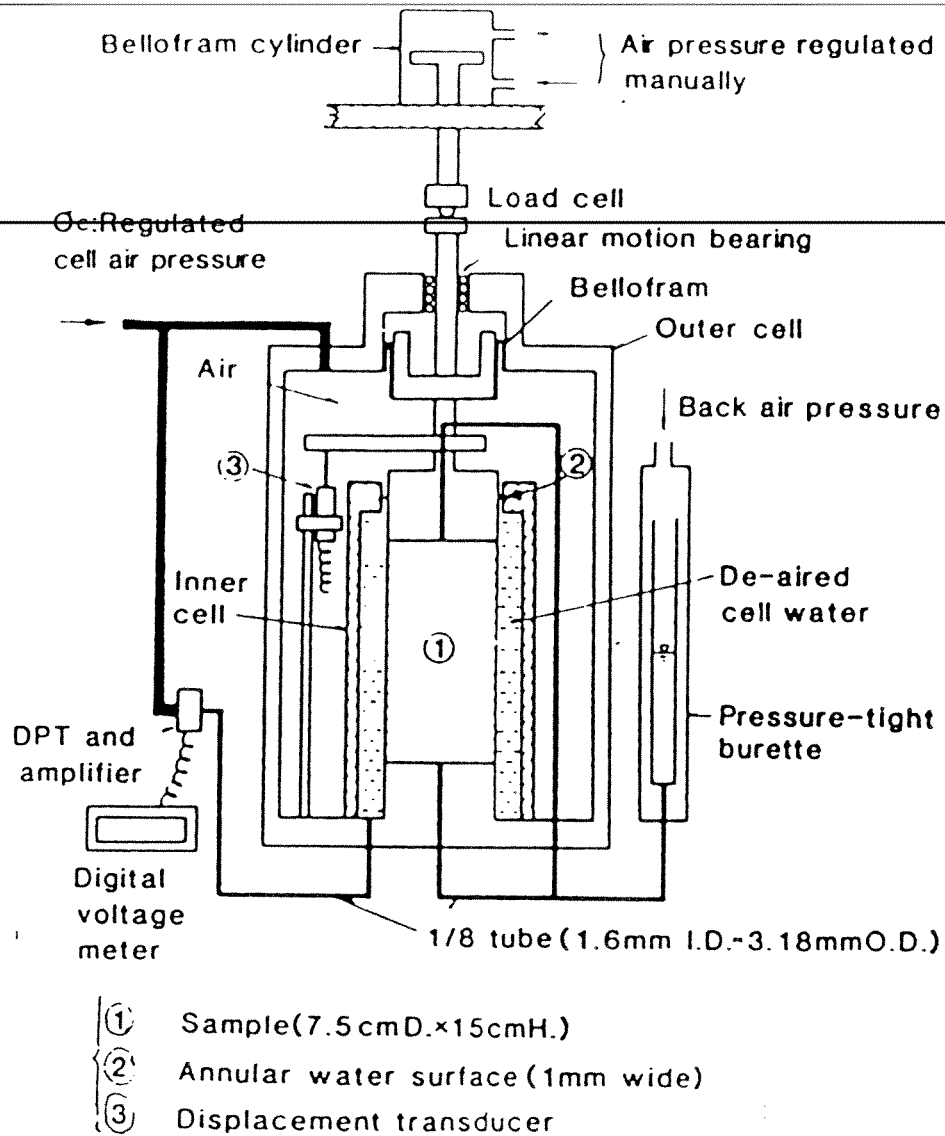 Bellofram cylinder
Air pressure regulated
manually
Load cell
σc:Regulated
cell air pressure
Linear motion bearing
Bellofram
Outer cell
Air
Back air pressure
③
②
Inner
cell
De-aired
cell water
①
DPT and
amplifier
Pressure-tight
burette
Digital
voltage
meter
1/8 tube(1.6mm I.D.-3.18mmO.D.)
① Sample(7.5cmD.×15cmH.)
② Annular water surface(1mm wide)
③ Displacement transducer